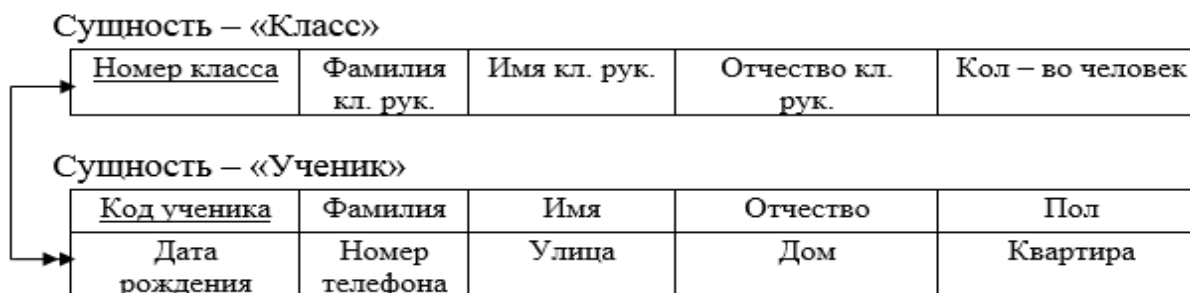 Сущность – «Класс»
Номер класса Фамилия кл. рук. Имя кл. рук. Отчество кл. рук. Кол – во человек
Сущность – «Ученик»
Код ученика Фамилия Имя Отчество Пол
Дата рождения Номер телефона Улица Дом Квартира